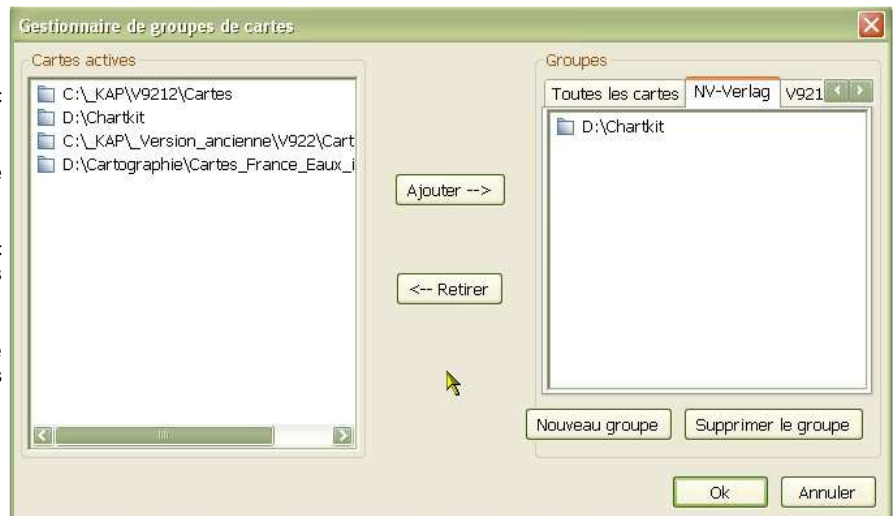 Gestionnaire de groupes de cartes
Cartes actives
C:\_KAP\V9212\Cartes
D:\Chartkit
C:\_KAP\_Version_ancienne\V922\Cart
D:\Cartographie\Cartes_France_Eaux_i
Ajouter -->
<-- Retirer
Groupes
Toutes les cartes NV-Verlag V921
D:\Chartkit
Nouveau groupe Supprimer le groupe
Ok Annuler